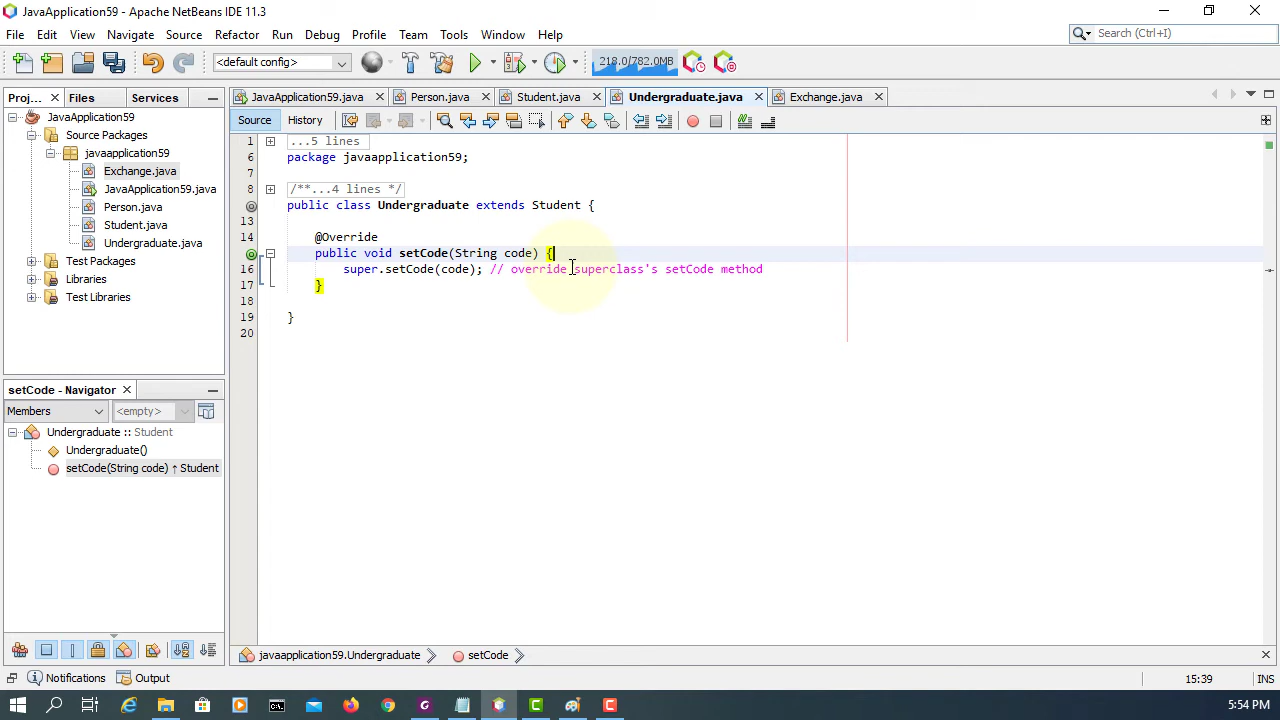 JavaApplication59 - Apache NetBeans IDE 11.3
File Edit View Navigate Source Refactor Run Debug Profile Team Tools Window Help
Search (Ctrl+I)
<default config>
218.0/782.0MB
Proj... Files Services
JavaApplication59.java Person.java Student.java Undergraduate.java Exchange.java
Source History
JavaApplication59
Source Packages
javaapplication59
Exchange.java
JavaApplication59.java
Person.java
Student.java
Undergraduate.java
Test Packages
Libraries
Test Libraries
1 ...5 lines
6 package javaapplication59;
7
8 /**...4 lines */
public class Undergraduate extends Student {
13
14 @Override
public void setCode(String code) {
16 super.setCode(code); // override superclass's setCode method
17 }
18
19 }
20
setCode - Navigator
Members <empty>
Undergraduate :: Student
Undergraduate()
setCode(String code) ↑ Student
javaapplication59.Undergraduate setCode
Notifications Output
15:39 INS
5:54 PM